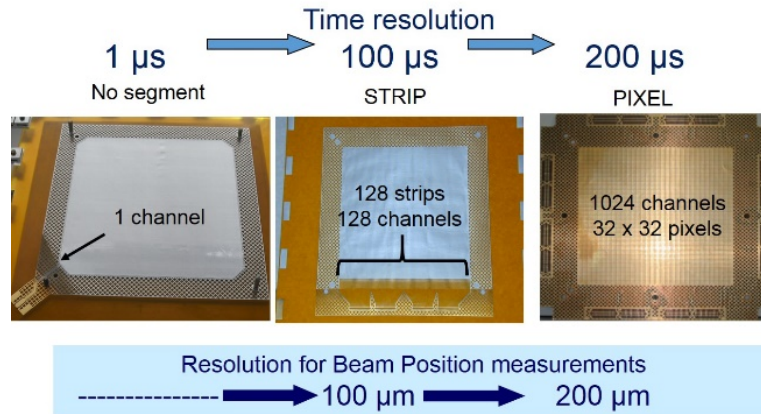 Time resolution
1 µs 100 µs 200 µs
No segment STRIP PIXEL
1 channel
128 strips
128 channels
1024 channels
32 x 32 pixels
Resolution for Beam Position measurements
---------------- 100 µm 200 µm